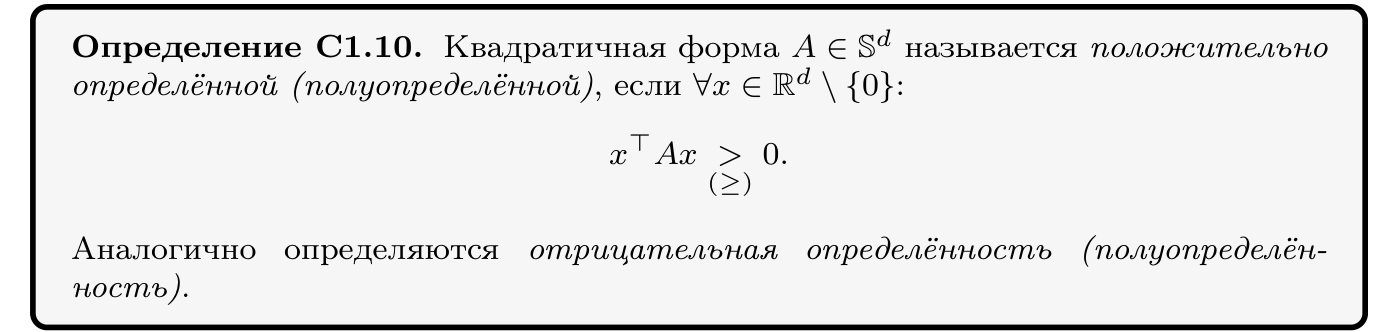 Определение C1.10. Квадратичная форма A ∈ 𝕊^d называется положительно
определённой (полуопределённой), если ∀x ∈ ℝ^d \ {0}:
x^⊤Ax > 0.
(≥)
Аналогично определяются отрицательная определённость (полуопределён-
ность).